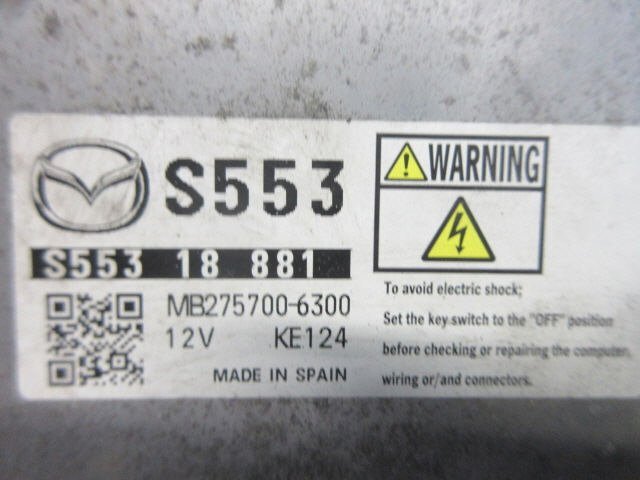 S553
S553 18 881
MB275700-6300
12V KE124
MADE IN SPAIN
WARNING
To avoid electric shock;
Set the key switch to the "OFF" position
before checking or repairing the computer,
wiring or/and connectors.